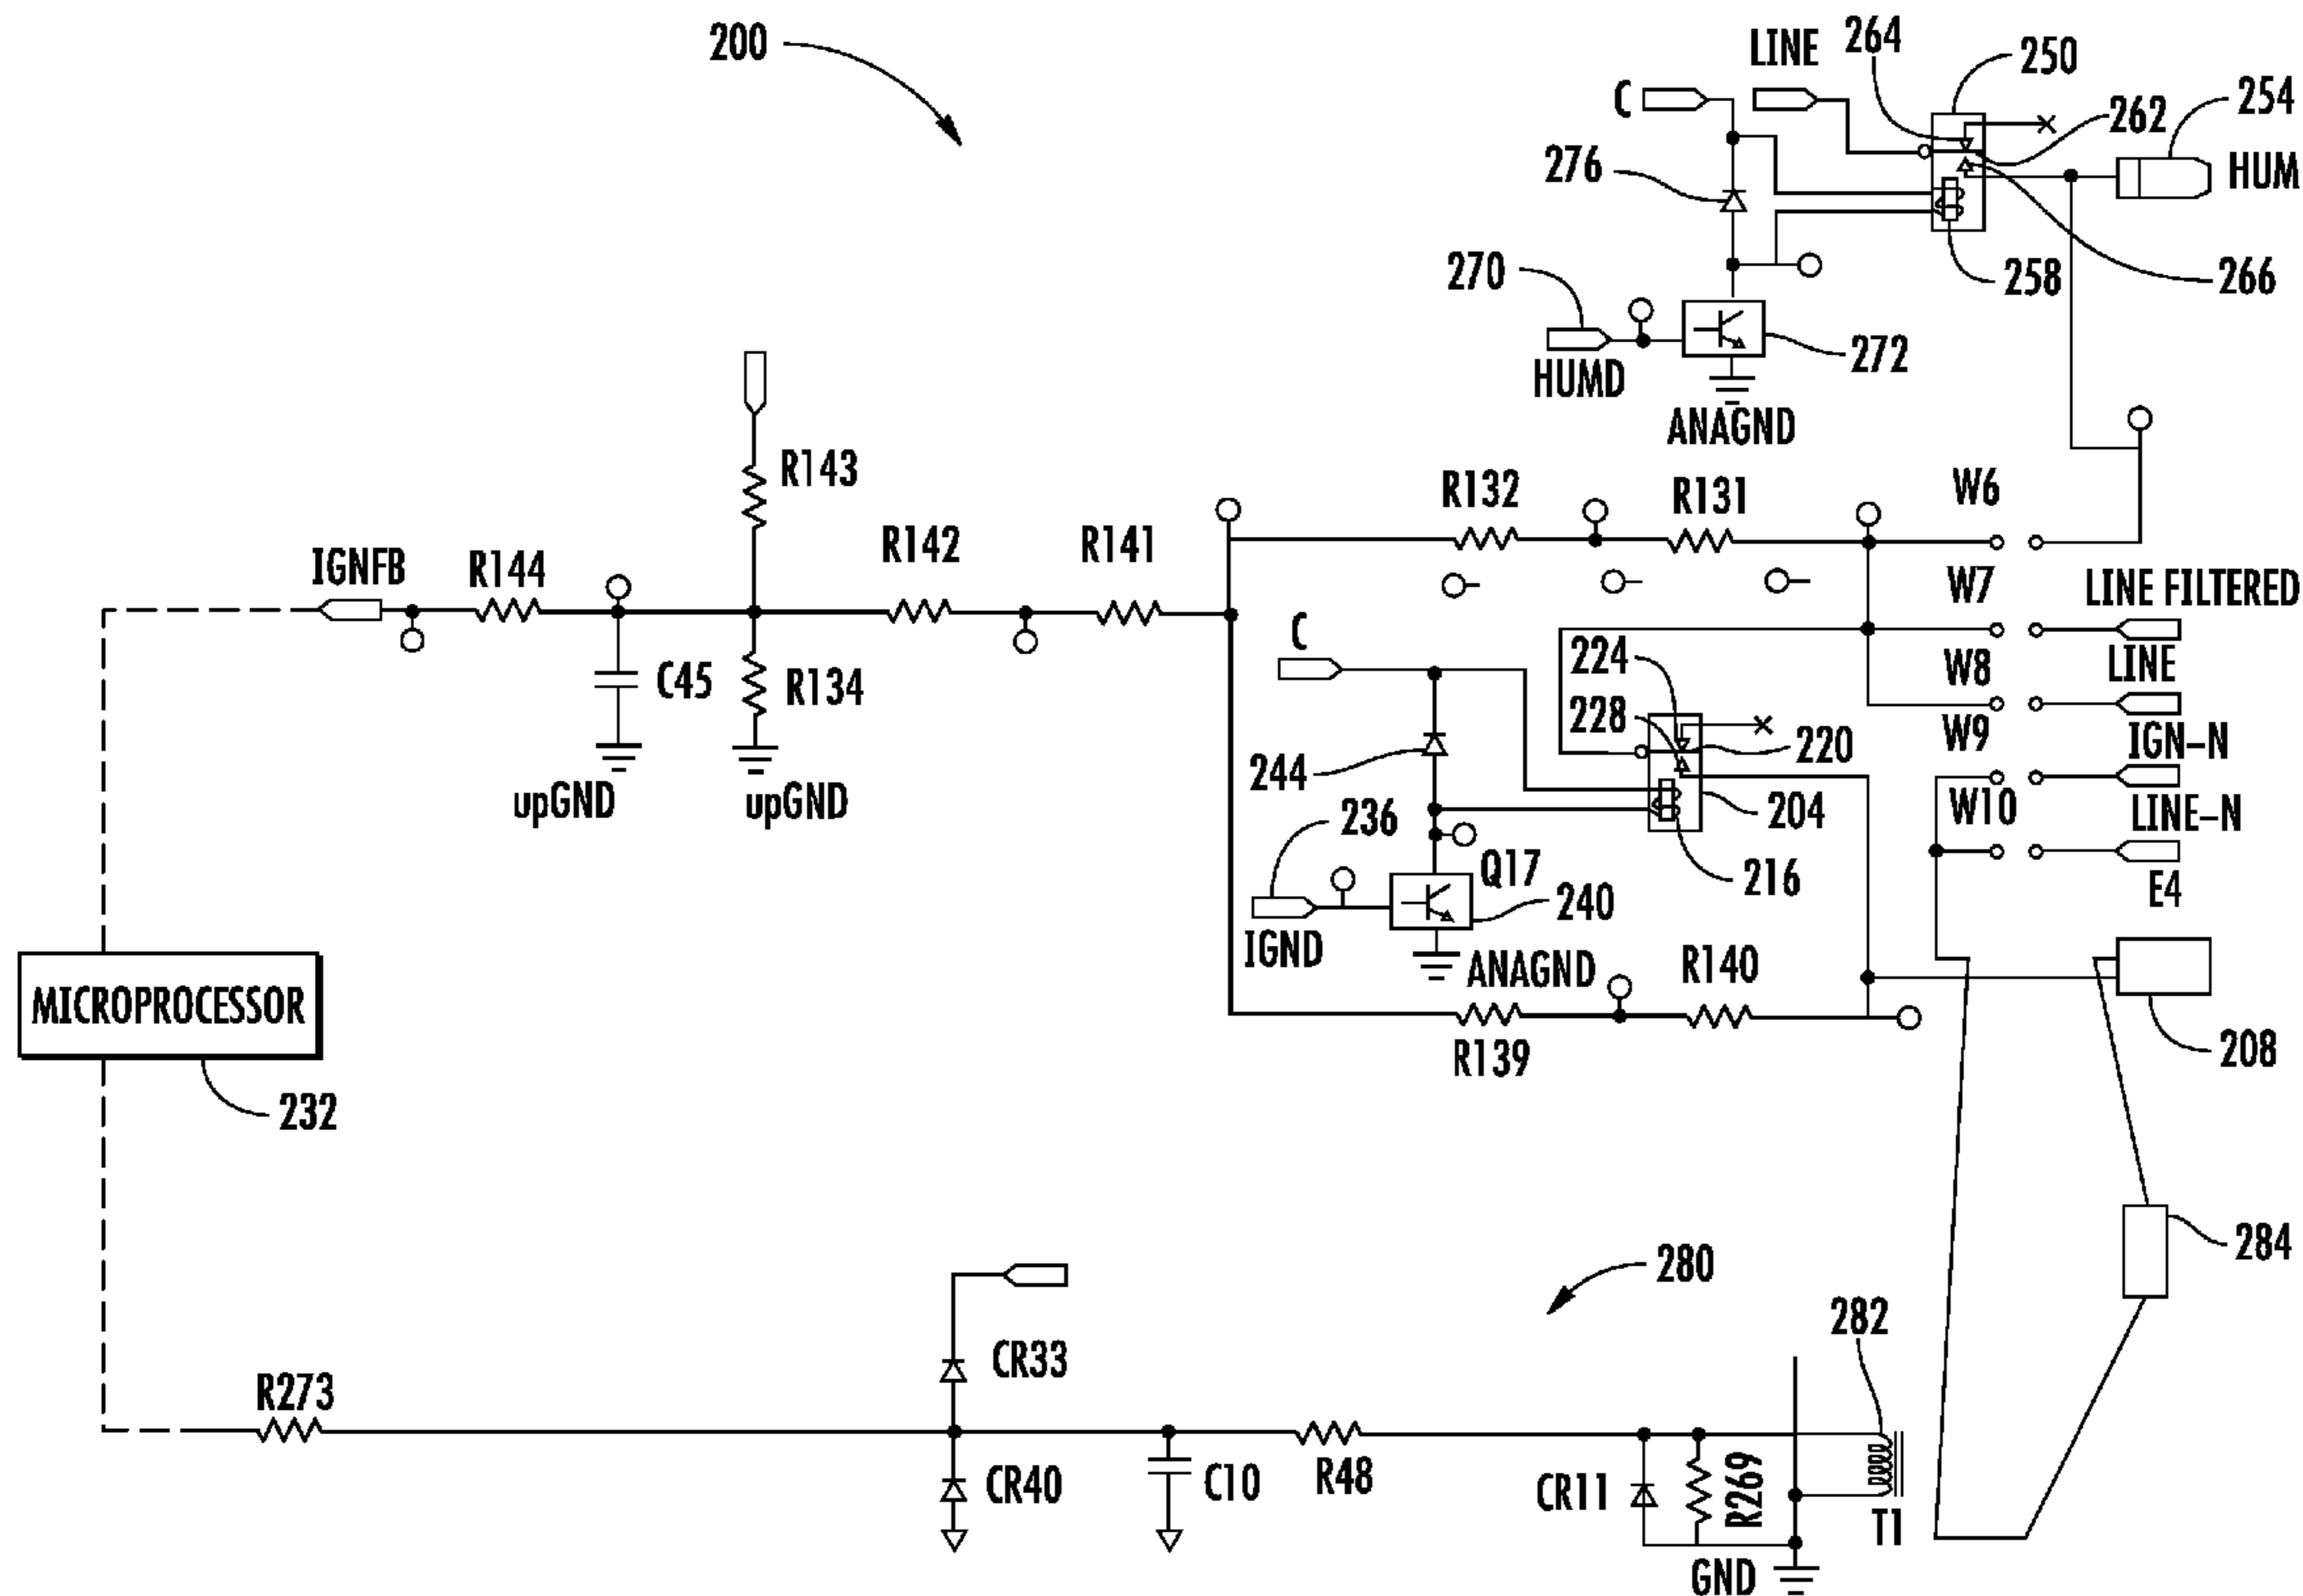 200
LINE
264
250
C
254
262
276
HUM
270
258
266
HUMD
272
ANAGND
R143
R132
R131
W6
IGNFB
R144
R142
R141
W7
LINE FILTERED
C
224
W8
LINE
C45
R134
228
W9
IGN-N
220
244
upGND
upGND
236
204
W10
LINE-N
Q17
216
E4
240
IGND
ANAGND
R140
MICROPROCESSOR
208
R139
232
284
280
282
CR33
R273
CR40
C10
R48
CR11
R269
T1
GND